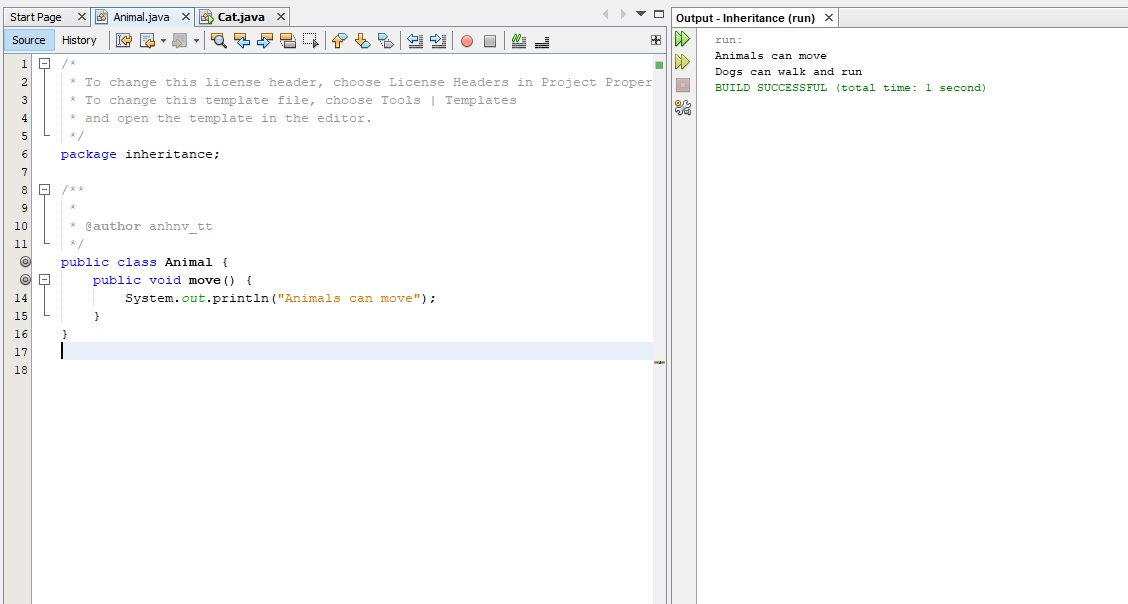 Start Page
Animal.java
Cat.java
Source
History
1 /*
2 * To change this license header, choose License Headers in Project Proper
3 * To change this template file, choose Tools | Templates
4 * and open the template in the editor.
5 */
6 package inheritance;
7
8 /**
9 *
10 * @author anhnv_tt
11 */
public class Animal {
public void move() {
14 System.out.println("Animals can move");
15 }
16 }
17
18
Output - Inheritance (run)
run:
Animals can move
Dogs can walk and run
BUILD SUCCESSFUL (total time: 1 second)